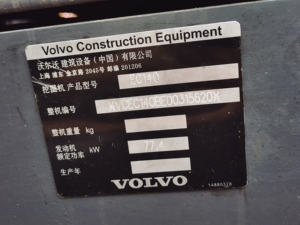 Volvo Construction Equipment
沃尔沃 建筑设备（中国）有限公司
上海 浦东 金京路 2045号 邮编 201206
挖掘机 产品型号 EC140
整机编号
整机重量 kg
发动机 额定功率 kW 77.4
生产年
VOLVO